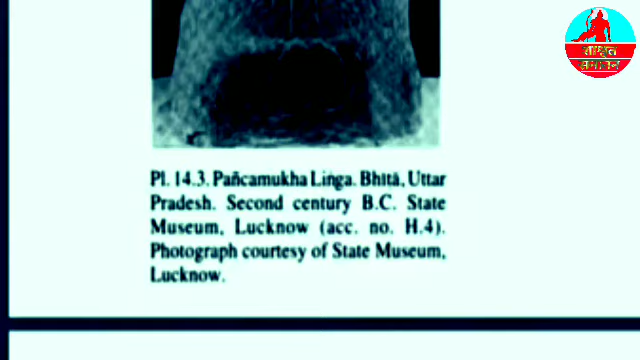 Pl. 14.3. Pañcamukha Liṅga. Bhītā, Uttar
Pradesh. Second century B.C. State
Museum, Lucknow (acc. no. H.4).
Photograph courtesy of State Museum,
Lucknow.